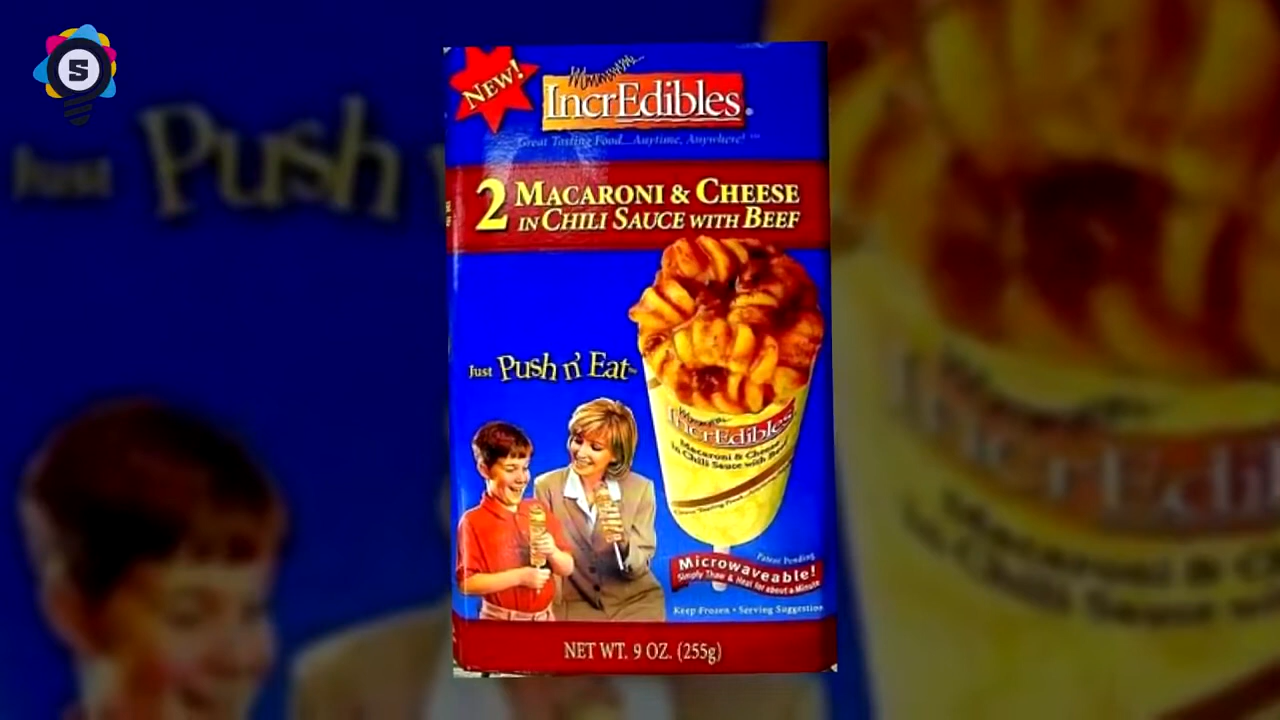 S
NEW!
IncrEdibles®
Great Tasting Food...Anytime, Anywhere! ™
2 MACARONI & CHEESE
IN CHILI SAUCE WITH BEEF
Just Push n' Eat™
IncrEdibles
Macaroni & Cheese
in Chili Sauce with Beef
Patent Pending
Microwaveable!
Simply Thaw & Heat for about a Minute
Keep Frozen • Serving Suggestion
NET WT. 9 OZ. (255g)
Just Push